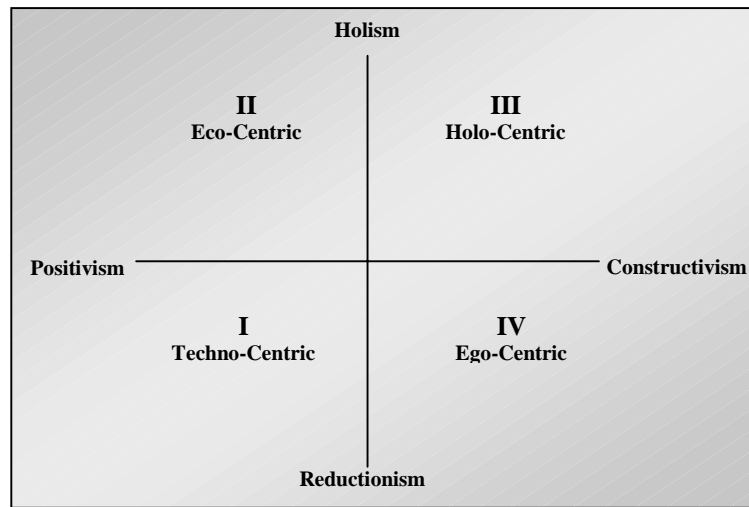 Holism
II
Eco-Centric
III
Holo-Centric
Positivism
Constructivism
I
Techno-Centric
IV
Ego-Centric
Reductionism